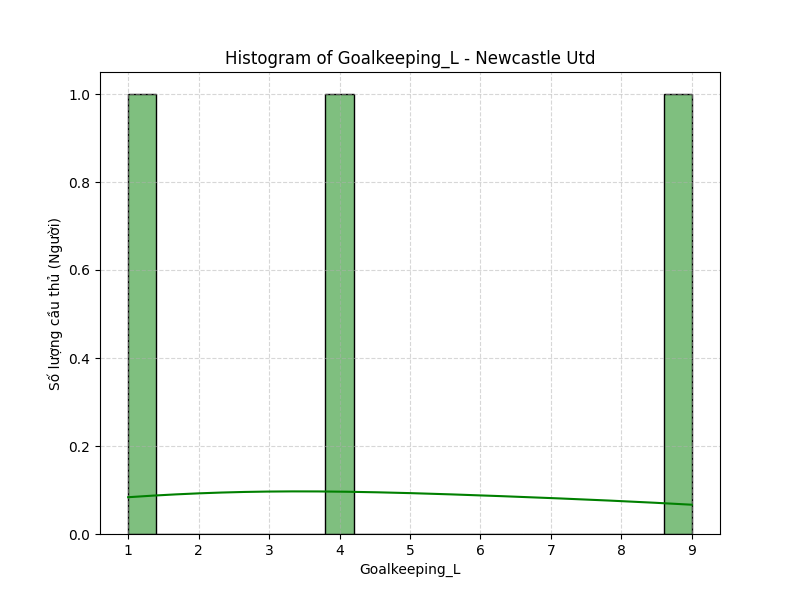 Histogram of Goalkeeping_L - Newcastle Utd
Số lượng cầu thủ (Người)
1.0
0.8
0.6
0.4
0.2
0.0
1 2 3 4 5 6 7 8 9
Goalkeeping_L